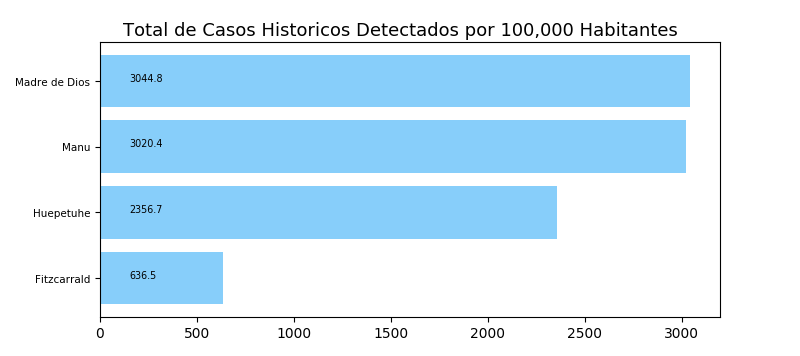 Total de Casos Historicos Detectados por 100,000 Habitantes
Madre de Dios 3044.8
Manu 3020.4
Huepetuhe 2356.7
Fitzcarrald 636.5
0 500 1000 1500 2000 2500 3000